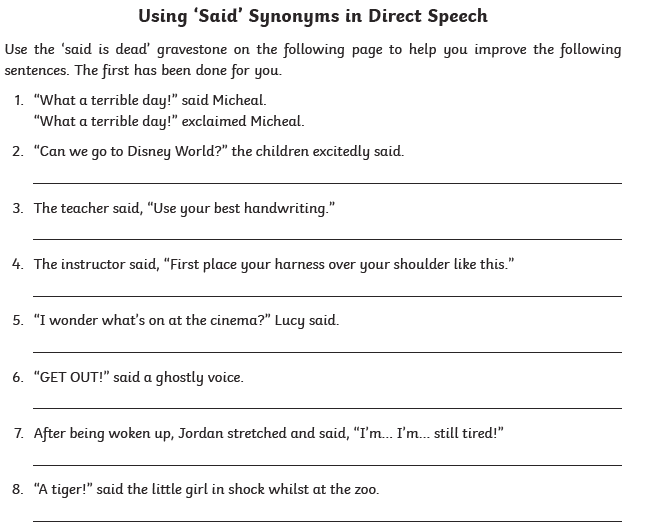 Using ‘Said’ Synonyms in Direct Speech
Use the ‘said is dead’ gravestone on the following page to help you improve the following
sentences. The first has been done for you.
1. “What a terrible day!” said Micheal.
“What a terrible day!” exclaimed Micheal.
2. “Can we go to Disney World?” the children excitedly said.
3. The teacher said, “Use your best handwriting.”
4. The instructor said, “First place your harness over your shoulder like this.”
5. “I wonder what’s on at the cinema?” Lucy said.
6. “GET OUT!” said a ghostly voice.
7. After being woken up, Jordan stretched and said, “I’m... I’m... still tired!”
8. “A tiger!” said the little girl in shock whilst at the zoo.